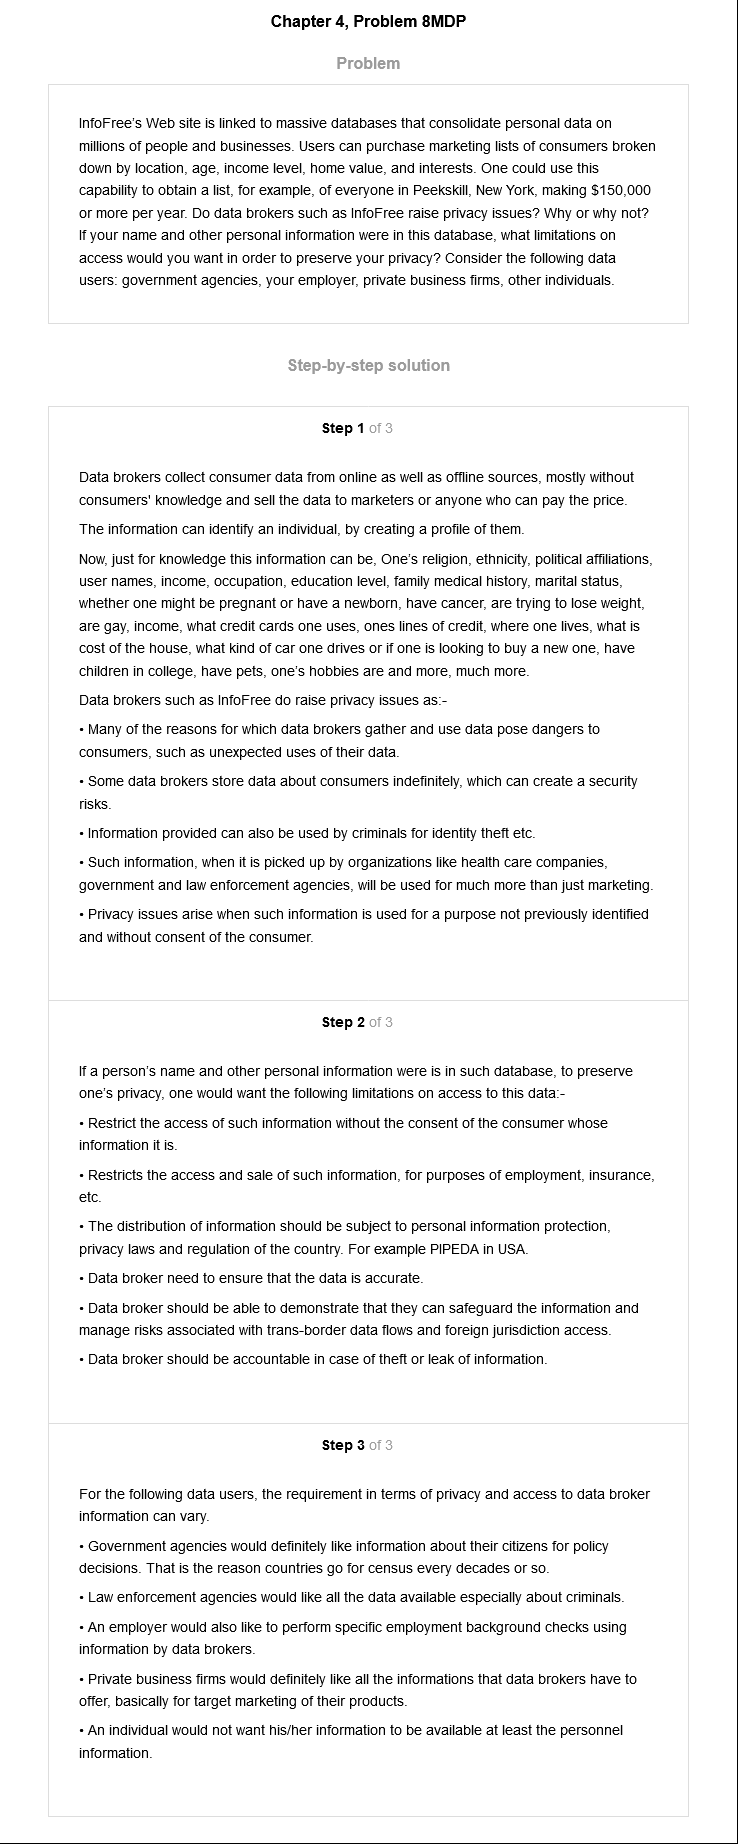 Chapter 4, Problem 8MDP
Problem
InfoFree's Web site is linked to massive databases that consolidate personal data on
millions of people and businesses. Users can purchase marketing lists of consumers broken
down by location, age, income level, home value, and interests. One could use this
capability to obtain a list, for example, of everyone in Peekskill, New York, making $150,000
or more per year. Do data brokers such as InfoFree raise privacy issues? Why or why not?
If your name and other personal information were in this database, what limitations on
access would you want in order to preserve your privacy? Consider the following data
users: government agencies, your employer, private business firms, other individuals.
Step-by-step solution
Step 1 of 3
Data brokers collect consumer data from online as well as offline sources, mostly without
consumers' knowledge and sell the data to marketers or anyone who can pay the price.
The information can identify an individual, by creating a profile of them.
Now, just for knowledge this information can be, One's religion, ethnicity, political affiliations,
user names, income, occupation, education level, family medical history, marital status,
whether one might be pregnant or have a newborn, have cancer, are trying to lose weight,
are gay, income, what credit cards one uses, ones lines of credit, where one lives, what is
cost of the house, what kind of car one drives or if one is looking to buy a new one, have
children in college, have pets, one's hobbies are and more, much more.
Data brokers such as InfoFree do raise privacy issues as:-
• Many of the reasons for which data brokers gather and use data pose dangers to
consumers, such as unexpected uses of their data.
• Some data brokers store data about consumers indefinitely, which can create a security
risks.
• Information provided can also be used by criminals for identity theft etc.
• Such information, when it is picked up by organizations like health care companies,
government and law enforcement agencies, will be used for much more than just marketing.
• Privacy issues arise when such information is used for a purpose not previously identified
and without consent of the consumer.
Step 2 of 3
If a person's name and other personal information were is in such database, to preserve
one's privacy, one would want the following limitations on access to this data:-
• Restrict the access of such information without the consent of the consumer whose
information it is.
• Restricts the access and sale of such information, for purposes of employment, insurance,
etc.
• The distribution of information should be subject to personal information protection,
privacy laws and regulation of the country. For example PIPEDA in USA.
• Data broker need to ensure that the data is accurate.
• Data broker should be able to demonstrate that they can safeguard the information and
manage risks associated with trans-border data flows and foreign jurisdiction access.
• Data broker should be accountable in case of theft or leak of information.
Step 3 of 3
For the following data users, the requirement in terms of privacy and access to data broker
information can vary.
• Government agencies would definitely like information about their citizens for policy
decisions. That is the reason countries go for census every decades or so.
• Law enforcement agencies would like all the data available especially about criminals.
• An employer would also like to perform specific employment background checks using
information by data brokers.
• Private business firms would definitely like all the informations that data brokers have to
offer, basically for target marketing of their products.
• An individual would not want his/her information to be available at least the personnel
information.